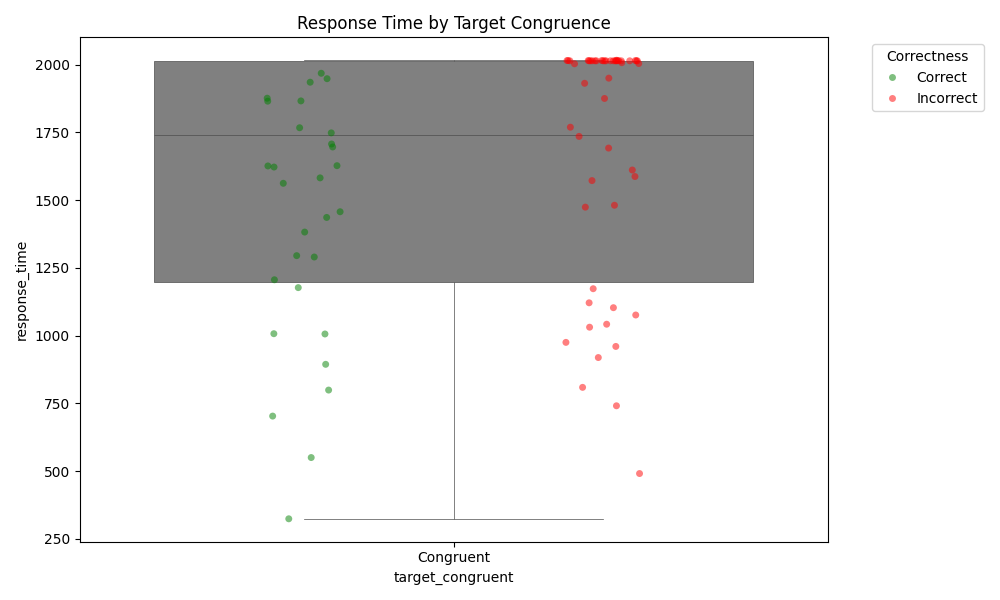 Response Time by Target Congruence
response_time
2000
1750
1500
1250
1000
750
500
250
Congruent
target_congruent
Correctness
Correct
Incorrect